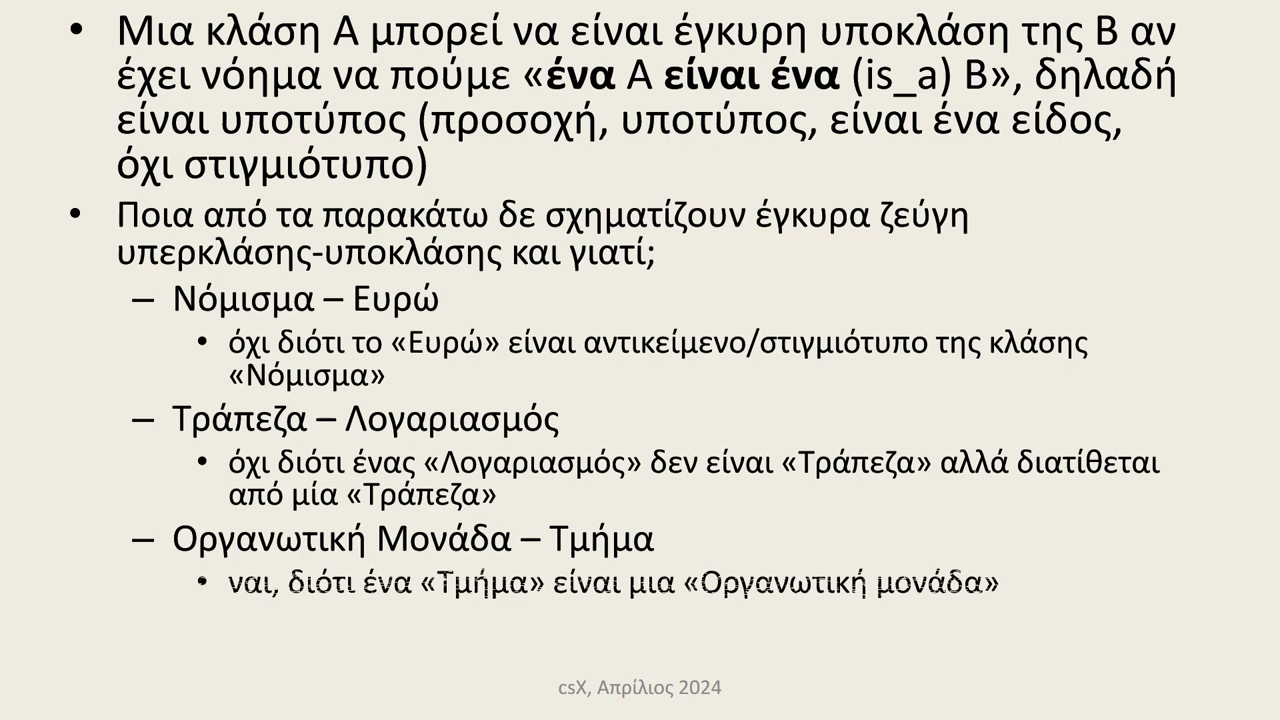 • Μια κλάση Α μπορεί να είναι έγκυρη υποκλάση της Β αν
έχει νόημα να πούμε «ένα Α είναι ένα (is_a) Β», δηλαδή
είναι υποτύπος (προσοχή, υποτύπος, είναι ένα είδος,
όχι στιγμιότυπο)
• Ποια από τα παρακάτω δε σχηματίζουν έγκυρα ζεύγη
υπερκλάσης-υποκλάσης και γιατί;
– Νόμισμα – Ευρώ
• όχι διότι το «Ευρώ» είναι αντικείμενο/στιγμιότυπο της κλάσης
«Νόμισμα»
– Τράπεζα – Λογαριασμός
• όχι διότι ένας «Λογαριασμός» δεν είναι «Τράπεζα» αλλά διατίθεται
από μία «Τράπεζα»
– Οργανωτική Μονάδα – Τμήμα
• ναι, διότι ένα «Τμήμα» είναι μια «Οργανωτική μονάδα»
csX, Απρίλιος 2024